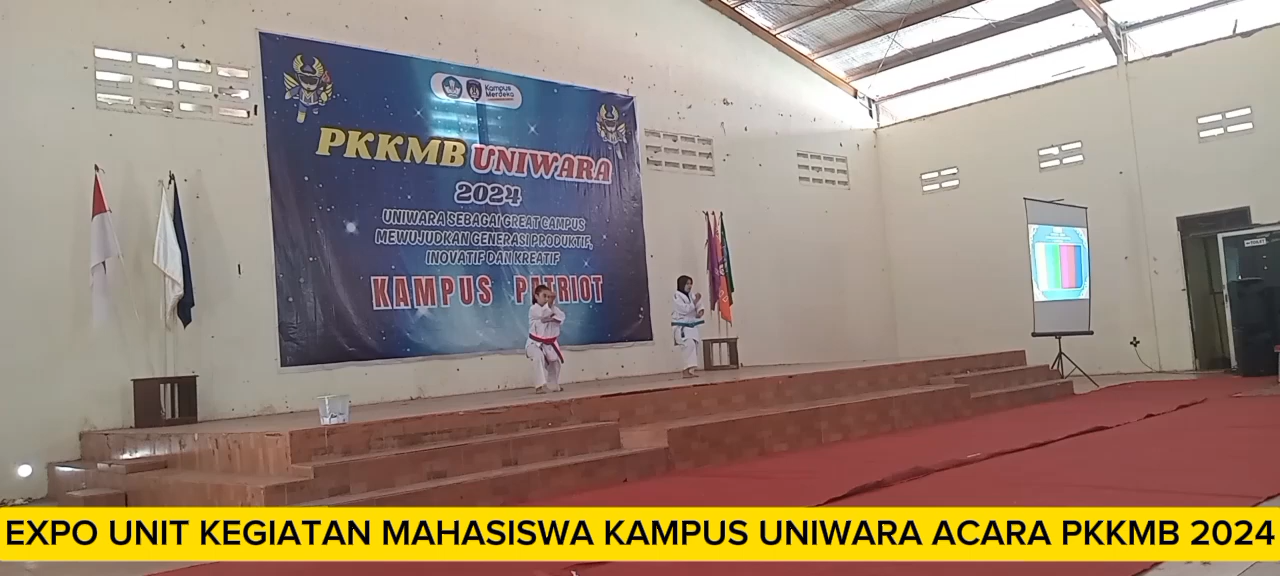 Kampus
Merdeka
PKKMB UNIWARA
2024
UNIWARA SEBAGAI GREAT CAMPUS
MEWUJUDKAN GENERASI PRODUKTIF,
INOVATIF DAN KREATIF
KAMPUS PATRIOT
TOILET
EXPO UNIT KEGIATAN MAHASISWA KAMPUS UNIWARA ACARA PKKMB 2024